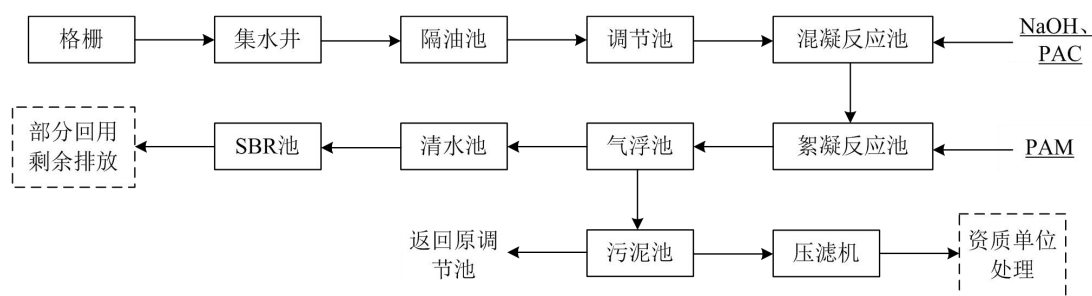 格栅
集水井
隔油池
调节池
混凝反应池
NaOH、
PAC
部分回用
剩余排放
SBR池
清水池
气浮池
絮凝反应池
PAM
返回原调
节池
污泥池
压滤机
资质单位
处理